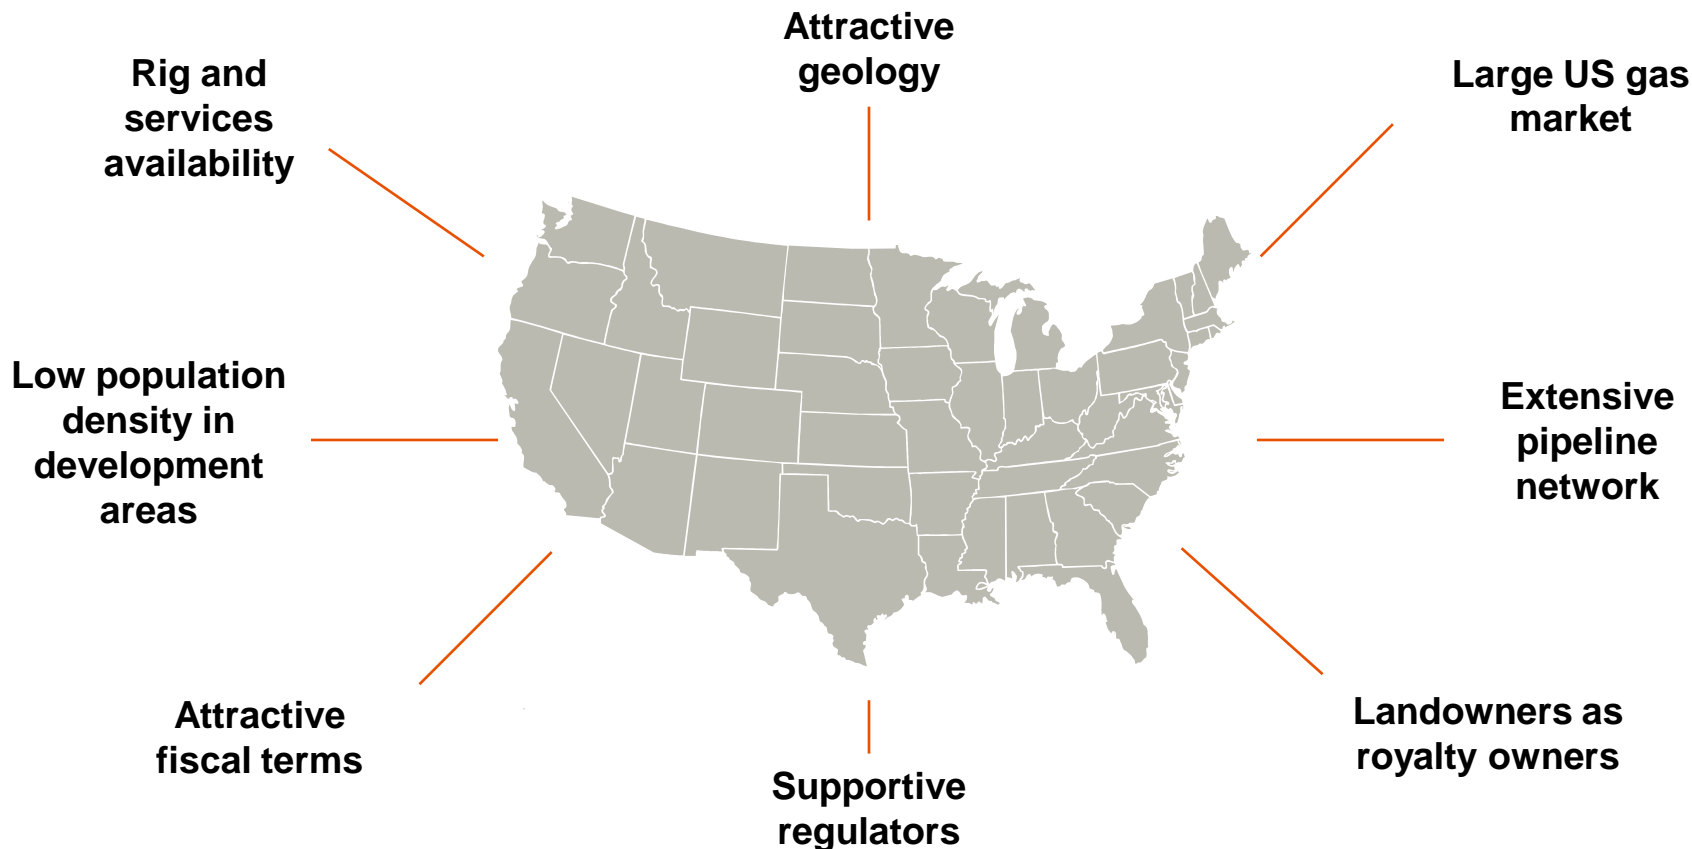 Attractive
geology
Rig and
services
availability
Large US gas
market
Low population
density in
development
areas
Extensive
pipeline
network
Attractive
fiscal terms
Landowners as
royalty owners
Supportive
regulators